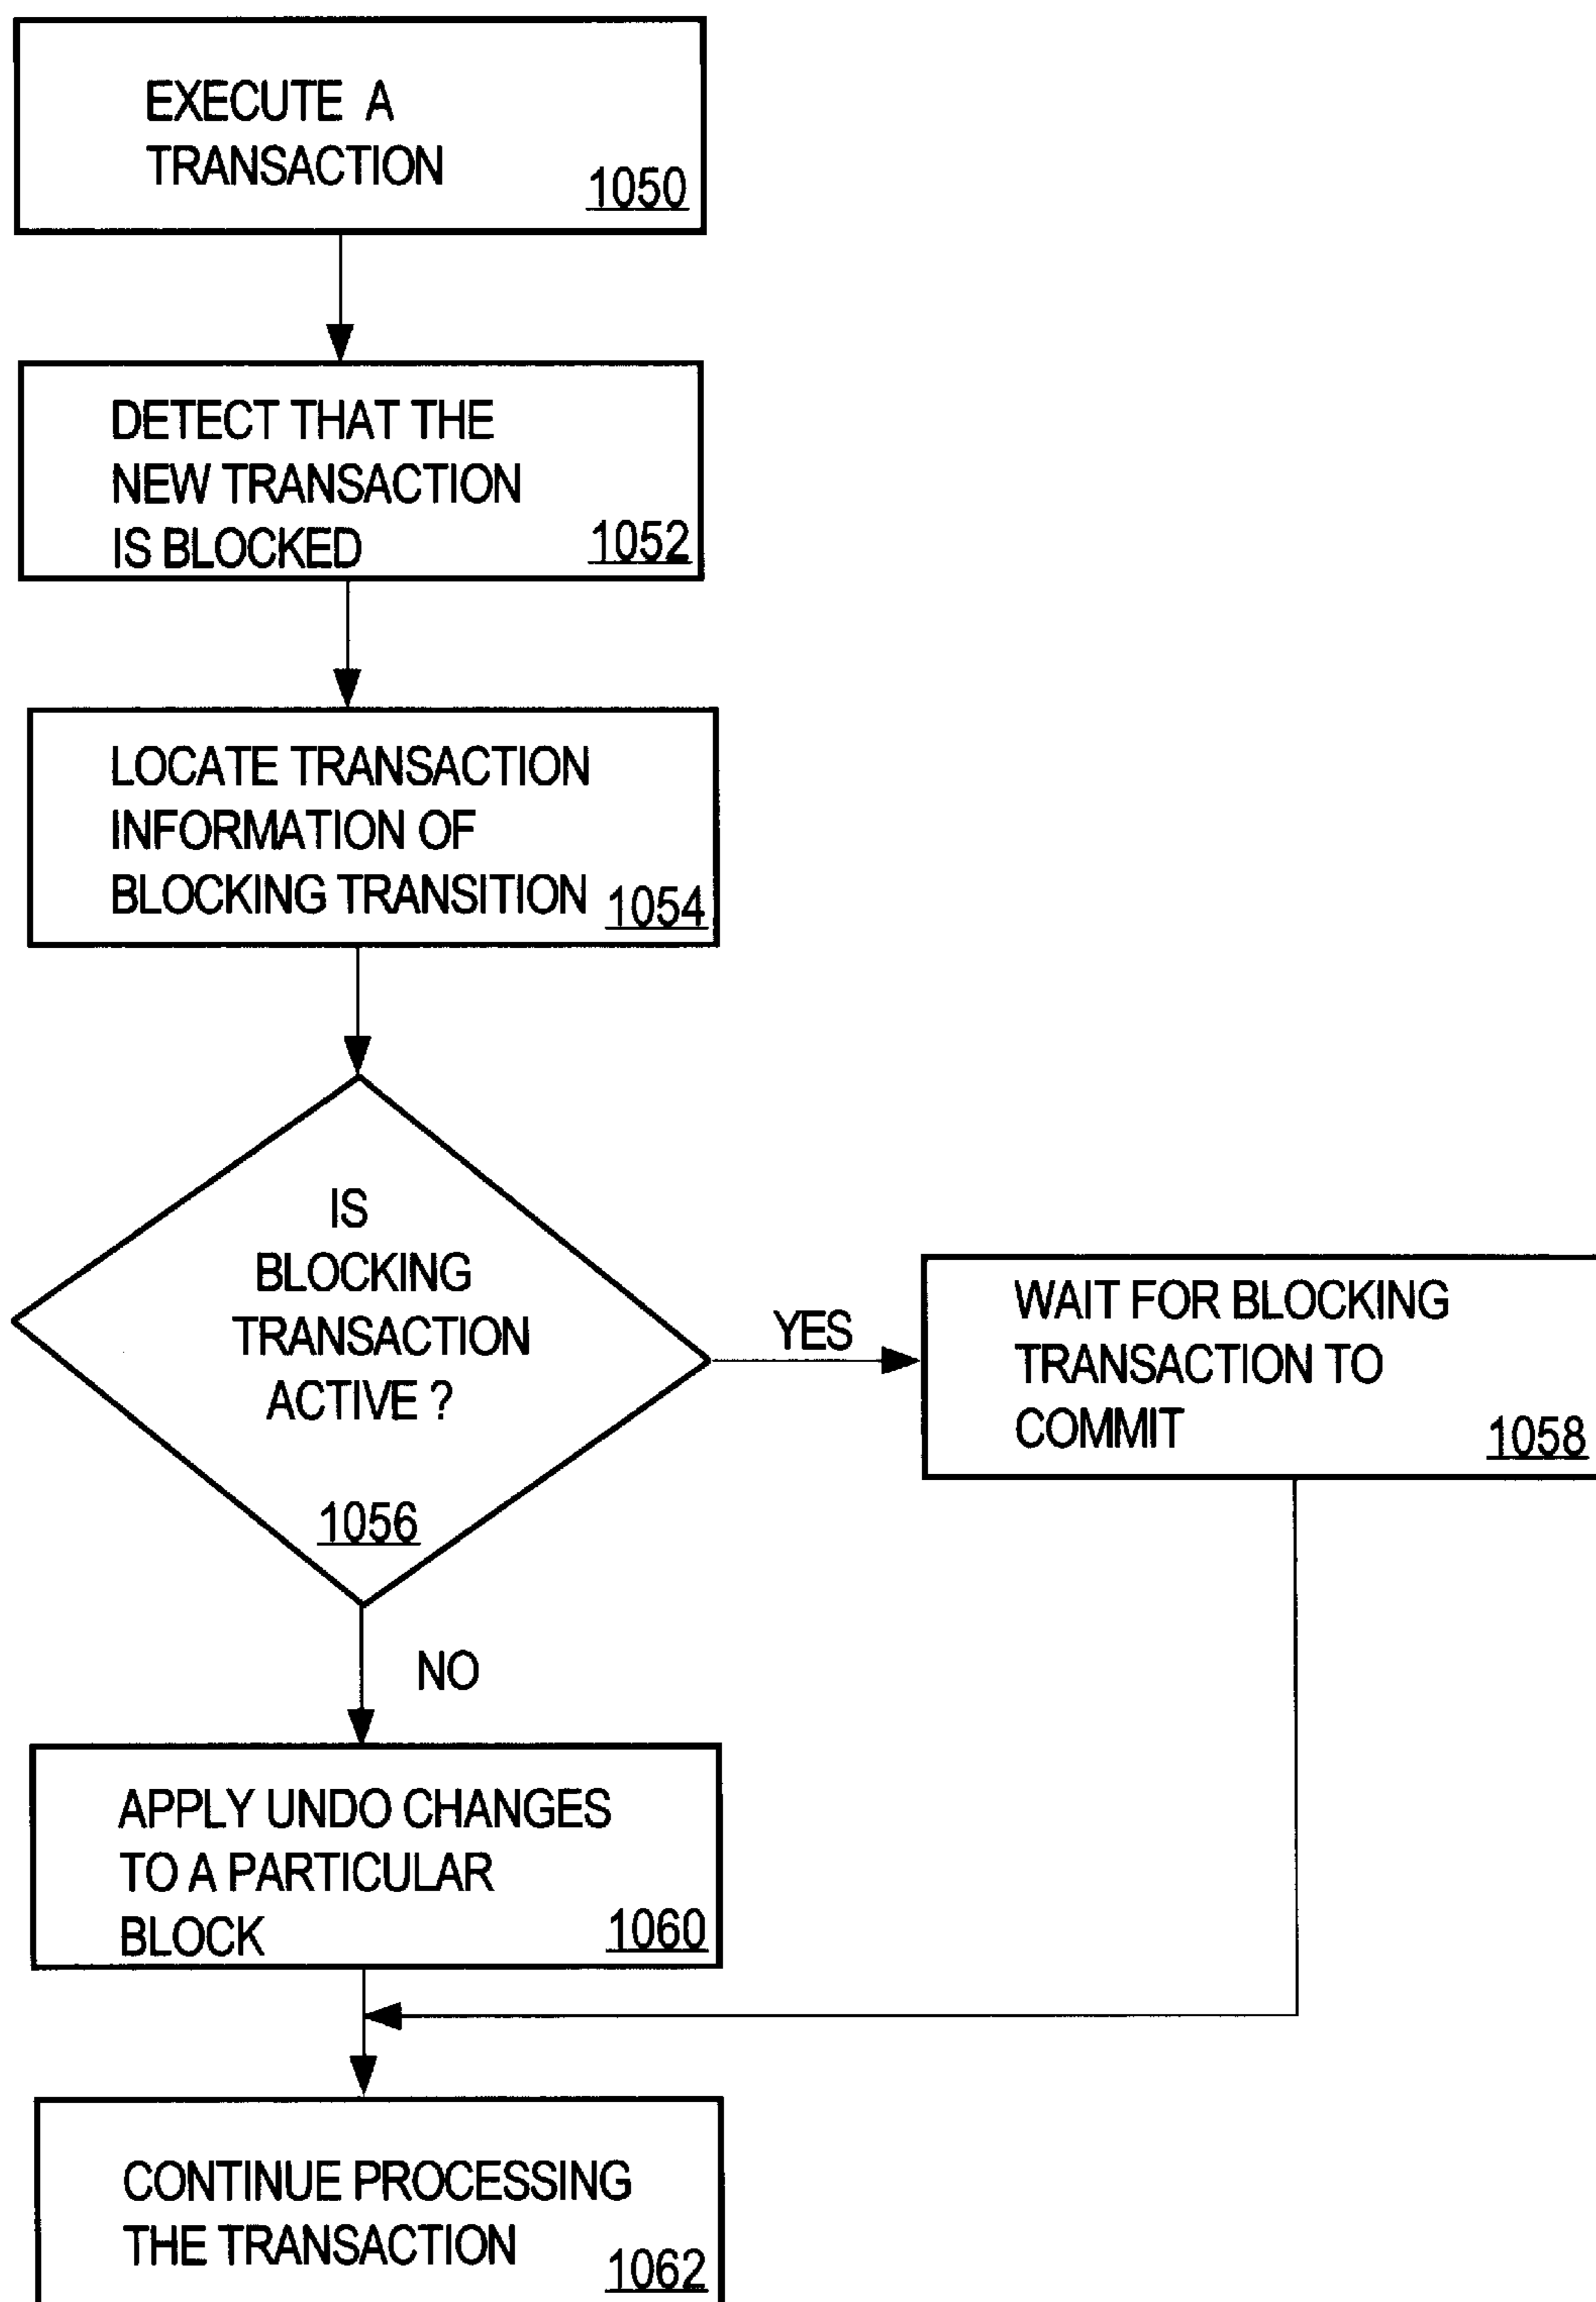 EXECUTE A
TRANSACTION
1050
DETECT THAT THE
NEW TRANSACTION
IS BLOCKED
1052
LOCATE TRANSACTION
INFORMATION OF
BLOCKING TRANSITION
1054
IS
BLOCKING
TRANSACTION
ACTIVE ?
1056
YES
WAIT FOR BLOCKING
TRANSACTION TO
COMMIT
1058
NO
APPLY UNDO CHANGES
TO A PARTICULAR
BLOCK
1060
CONTINUE PROCESSING
THE TRANSACTION
1062